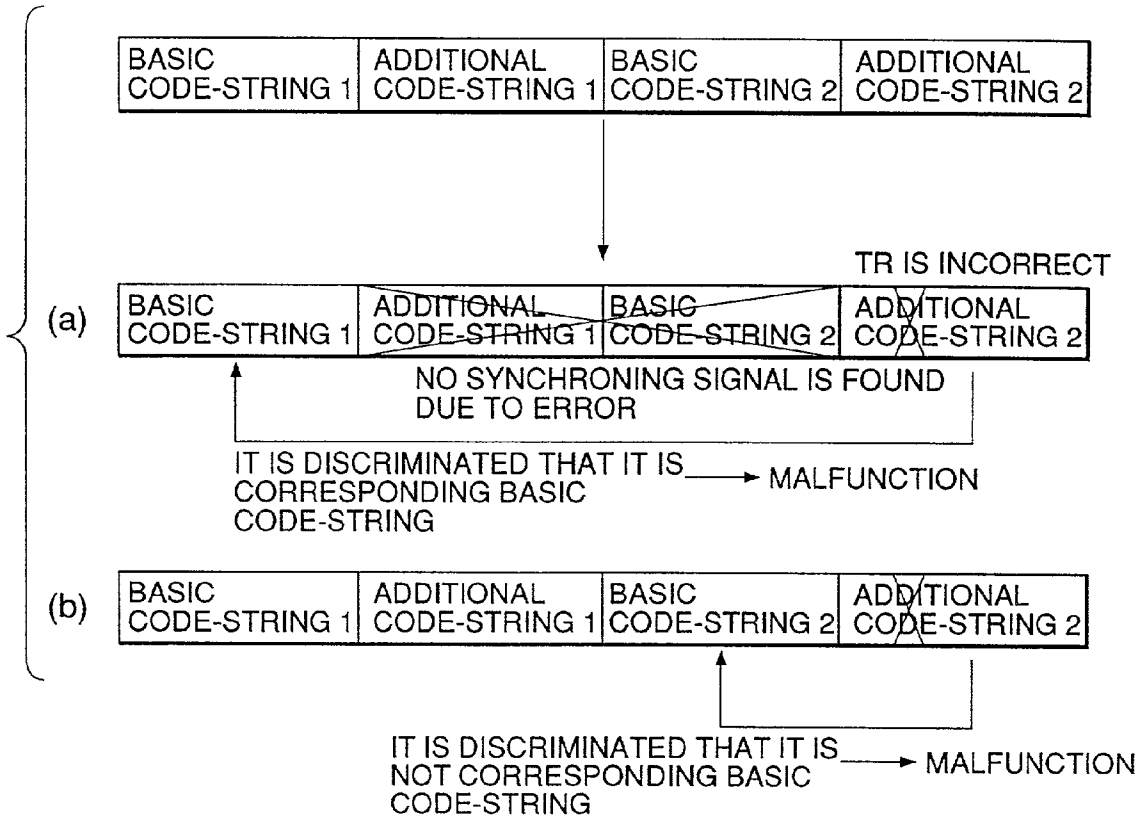 BASIC CODE-STRING 1
ADDITIONAL CODE-STRING 1
BASIC CODE-STRING 2
ADDITIONAL CODE-STRING 2
TR IS INCORRECT
(a)
BASIC CODE-STRING 1
ADDITIONAL CODE-STRING 1
BASIC CODE-STRING 2
ADDITIONAL CODE-STRING 2
NO SYNCHRONING SIGNAL IS FOUND
DUE TO ERROR
IT IS DISCRIMINATED THAT IT IS
CORRESPONDING BASIC
CODE-STRING
MALFUNCTION
(b)
BASIC CODE-STRING 1
ADDITIONAL CODE-STRING 1
BASIC CODE-STRING 2
ADDITIONAL CODE-STRING 2
IT IS DISCRIMINATED THAT IT IS
NOT CORRESPONDING BASIC
CODE-STRING
MALFUNCTION